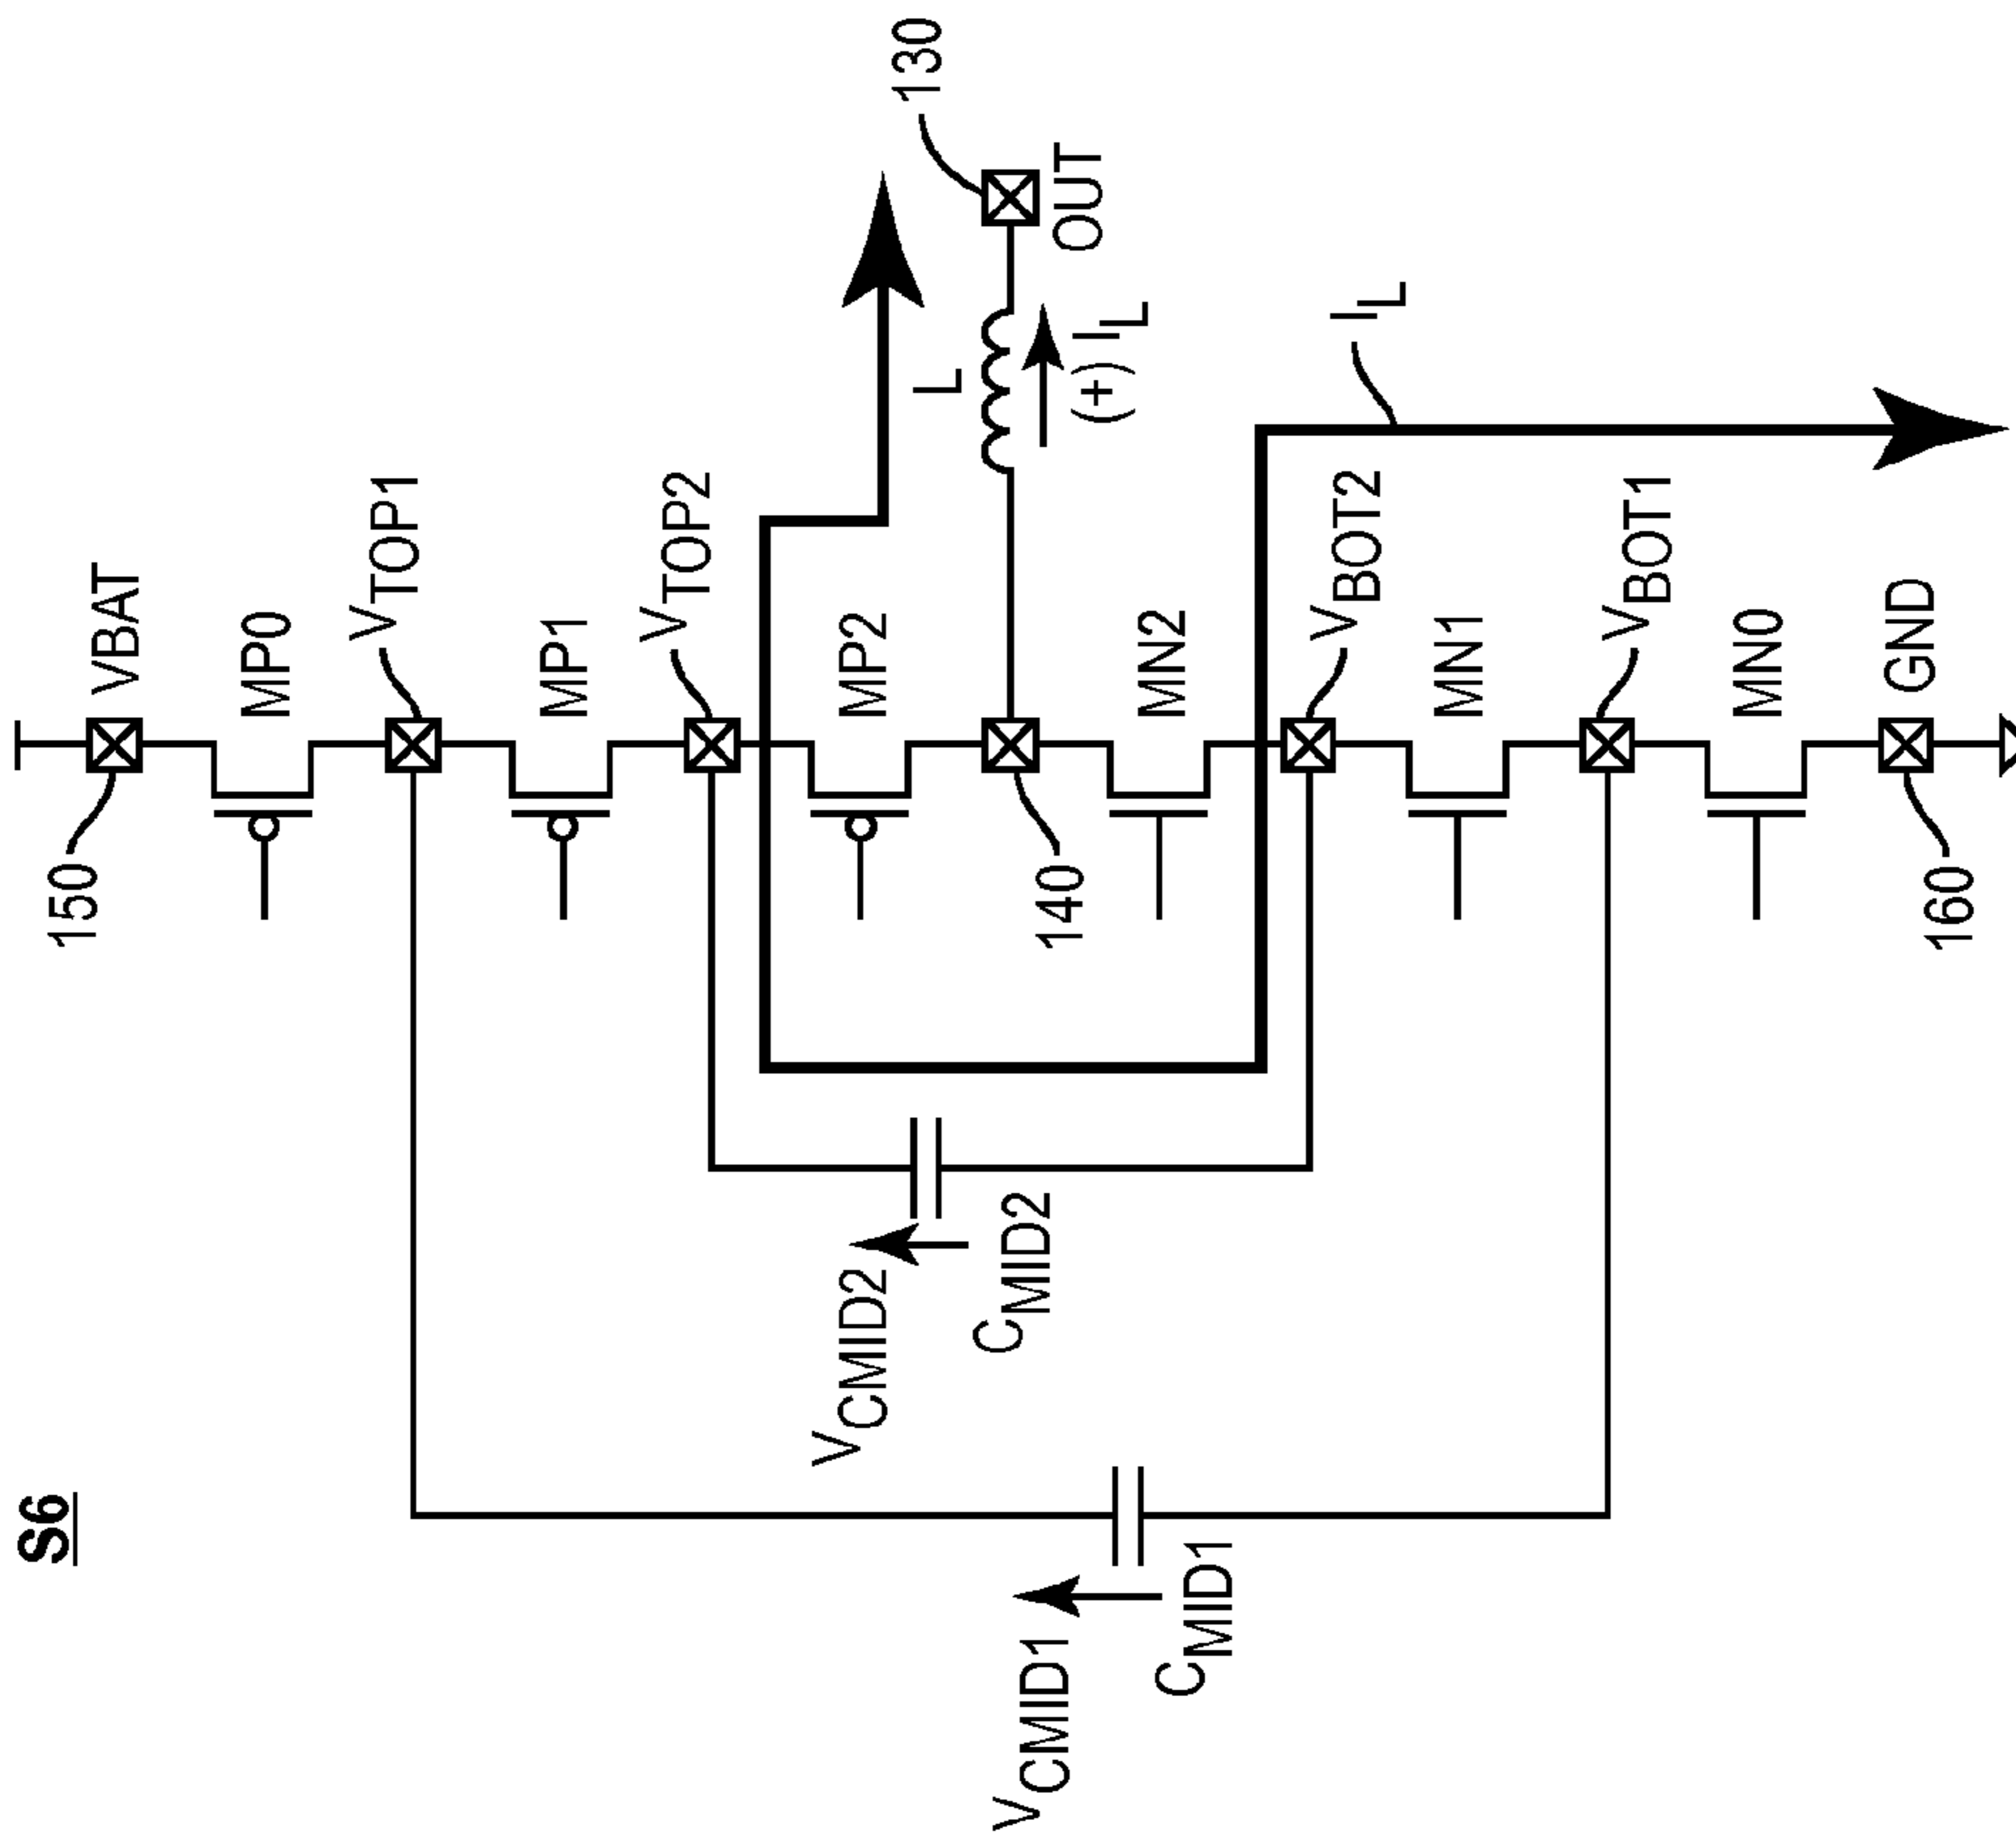 S6
150
VBAT
MP0
VTOP1
MP1
VTOP2
MP2
140
L
130
OUT
(+) IL
MN2
VBOT2
IL
MN1
VBOT1
MN0
160
GND
VCMID2
CMID2
VCMID1
CMID1